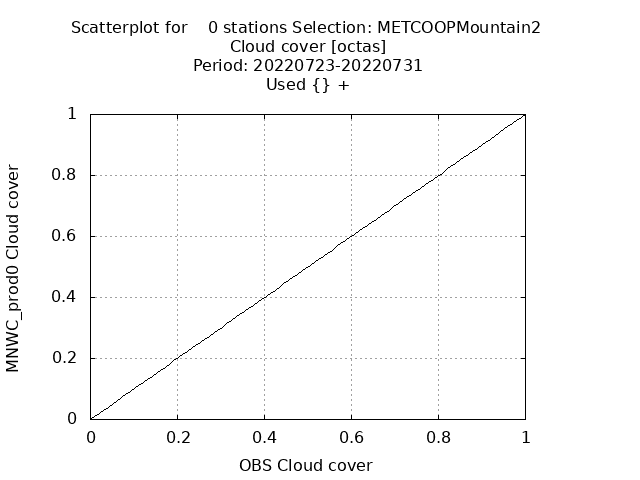 Scatterplot for    0 stations Selection: METCOOPMountain2
Cloud cover [octas]
Period: 20220723-20220731
Used {} +
MNWC_prod0 Cloud cover
1
0.8
0.6
0.4
0.2
0
0 0.2 0.4 0.6 0.8 1
OBS Cloud cover